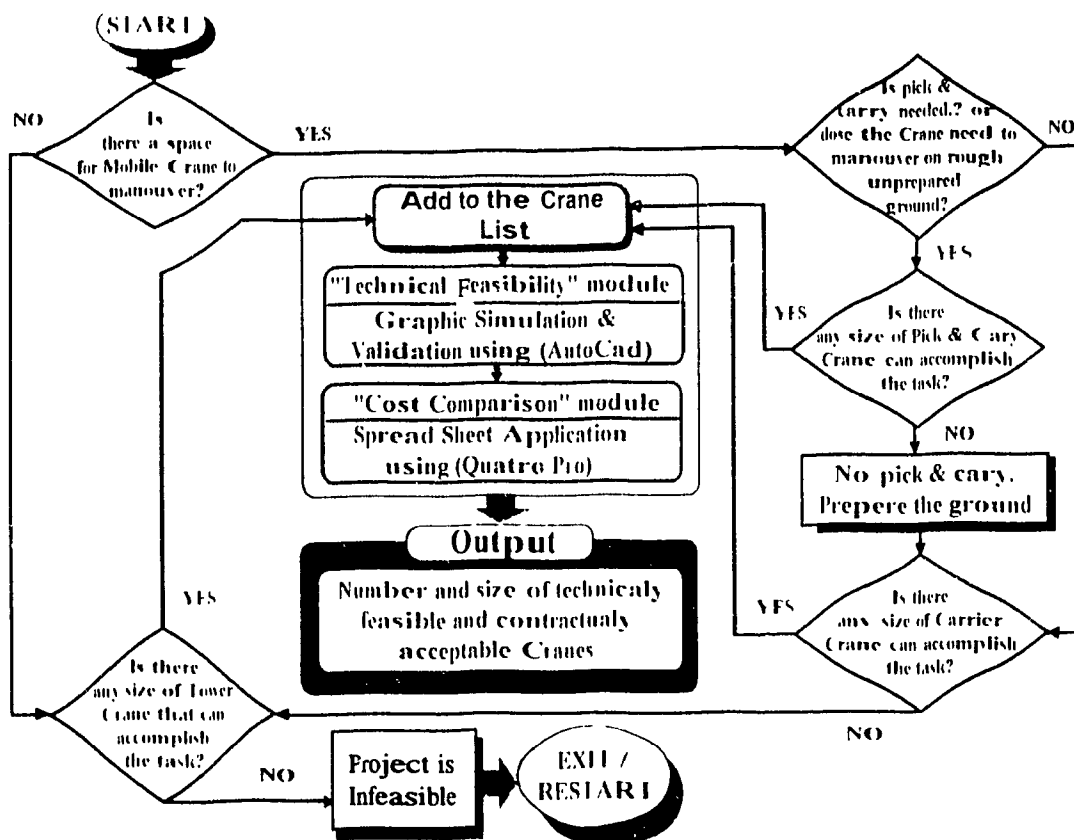 START
NO
Is
there a space
for Mobile Crane to
manouver?
YES
Is pick &
Carry needed.? or
dose the Crane need to
manouver on rough
unprepared
ground?
NO
YES
Add to the Crane
List
"Technical Feasibility" module
Graphic Simulation &
Validation using (AutoCad)
"Cost Comparison" module
Spread Sheet Application
using (Quatro Pro)
YES
Is there
any size of Pick & Cary
Crane can accomplish
the task?
NO
No pick & cary.
Prepere the ground
Output
Number and size of technicaly
feasible and contractualy
acceptable Cranes
YES
Is there
any size of Carrier
Crane can accomplish
the task?
NO
YES
Is there
any size of Tower
Crane that can
accomplish
the task?
NO
Project is
Infeasible
EXIT /
RESTART